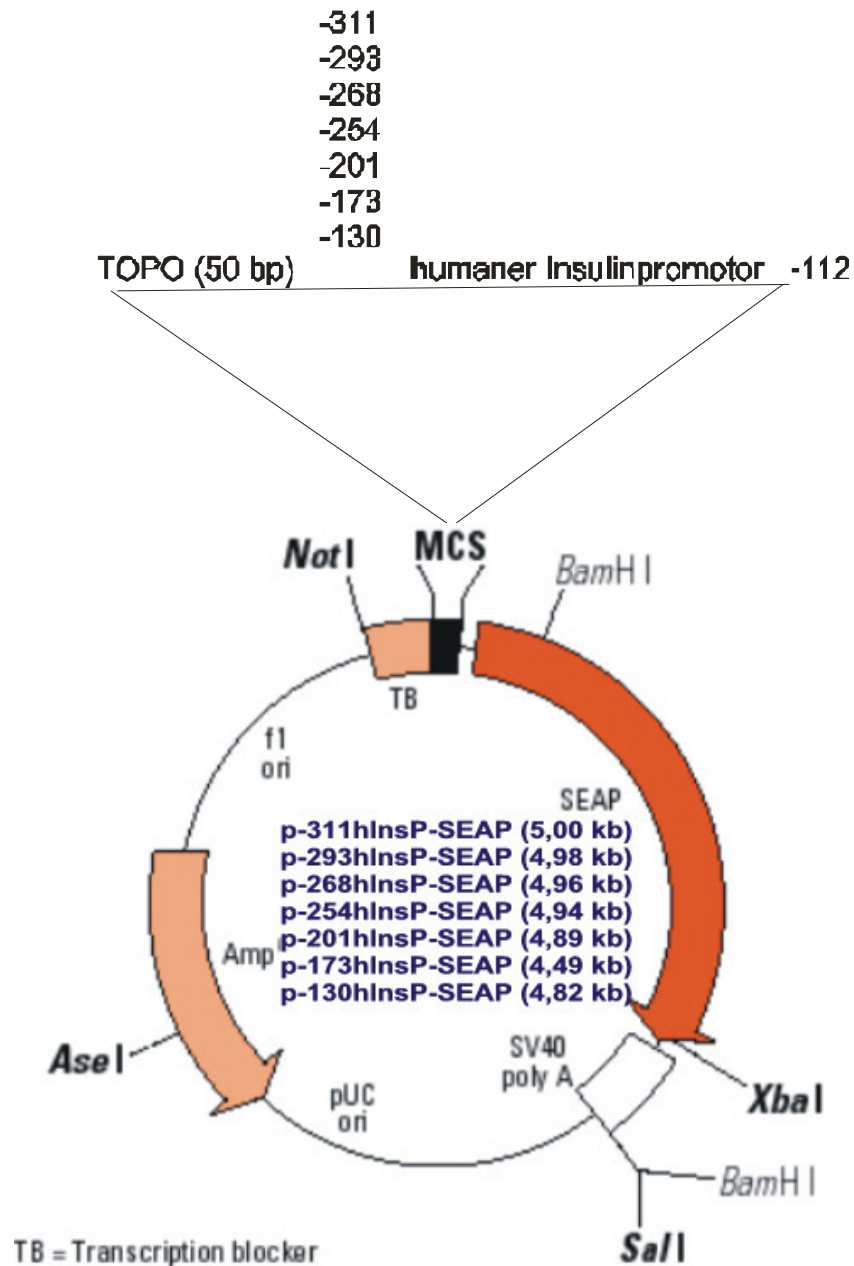 -311
-293
-268
-254
-201
-173
-130
TOPO (50 bp) humaner Insulinpromotor -112
NotI MCS BamH I
TB
f1
ori
SEAP
p-311hInsP-SEAP (5,00 kb)
p-293hInsP-SEAP (4,98 kb)
p-268hInsP-SEAP (4,96 kb)
p-254hInsP-SEAP (4,94 kb)
p-201hInsP-SEAP (4,89 kb)
Amp p-173hInsP-SEAP (4,49 kb)
p-130hInsP-SEAP (4,82 kb)
AseI
SV40
poly A
pUC
ori
XbaI
BamH I
SalI
TB = Transcription blocker